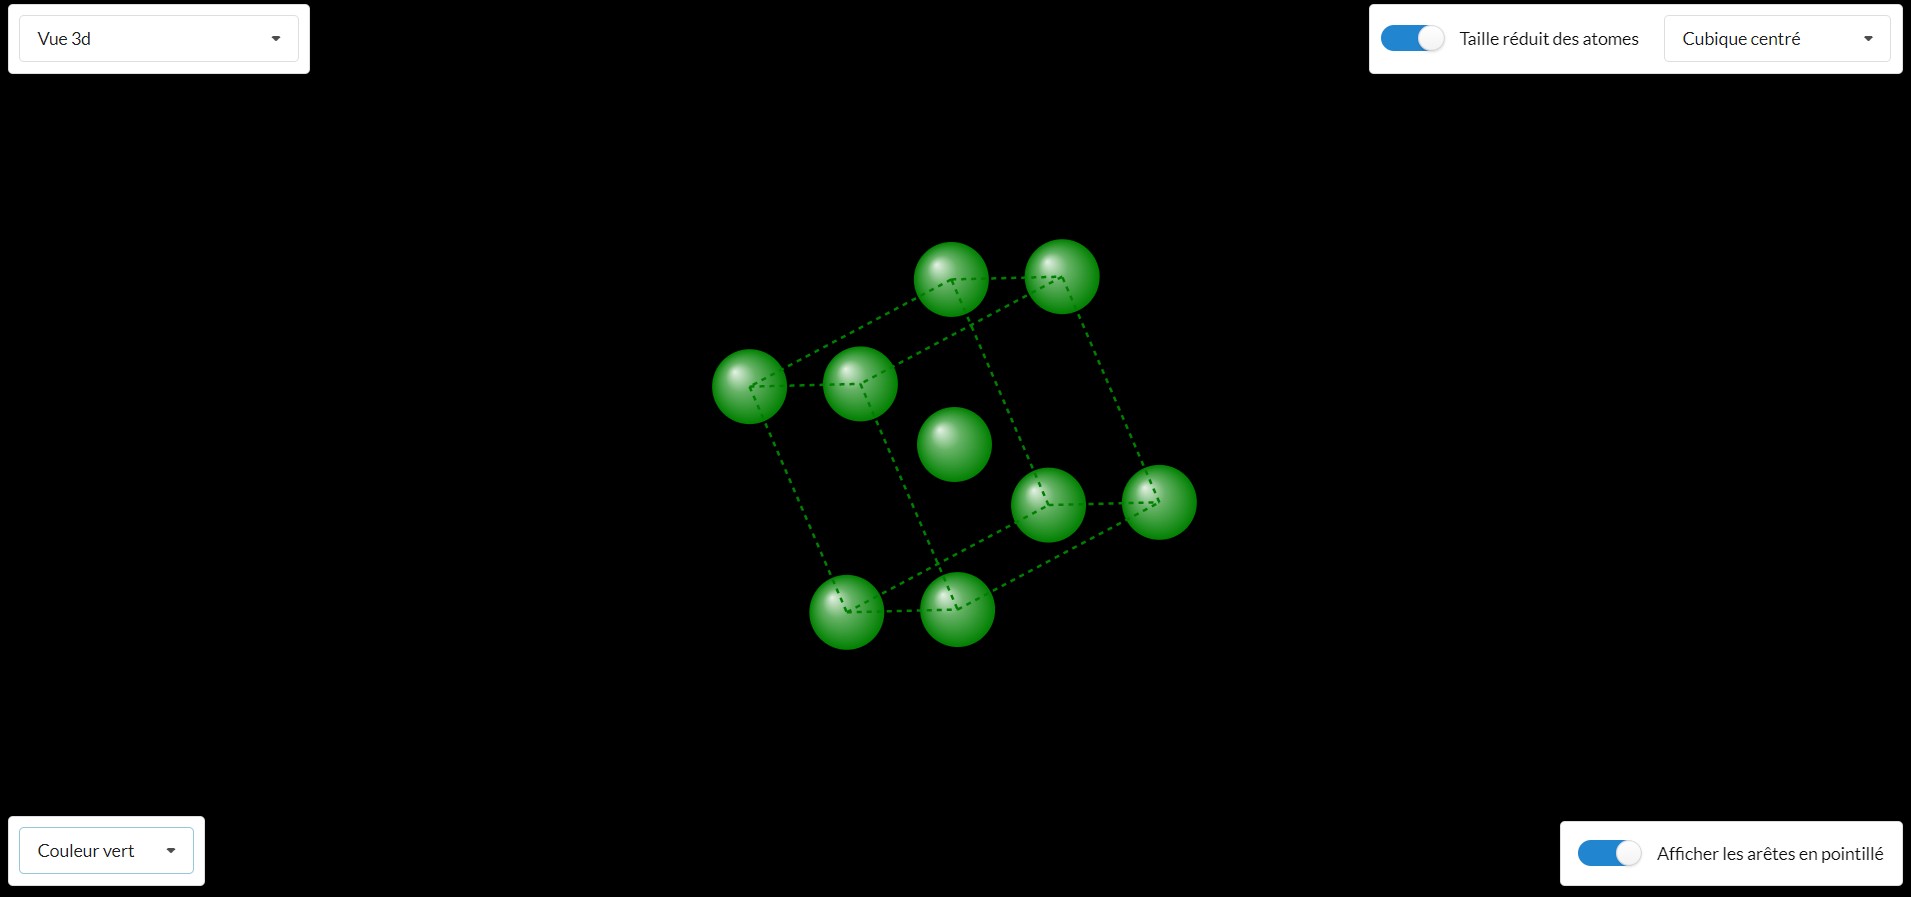 Vue 3d
Taille réduit des atomes
Cubique centré
Couleur vert
Afficher les arêtes en pointillé